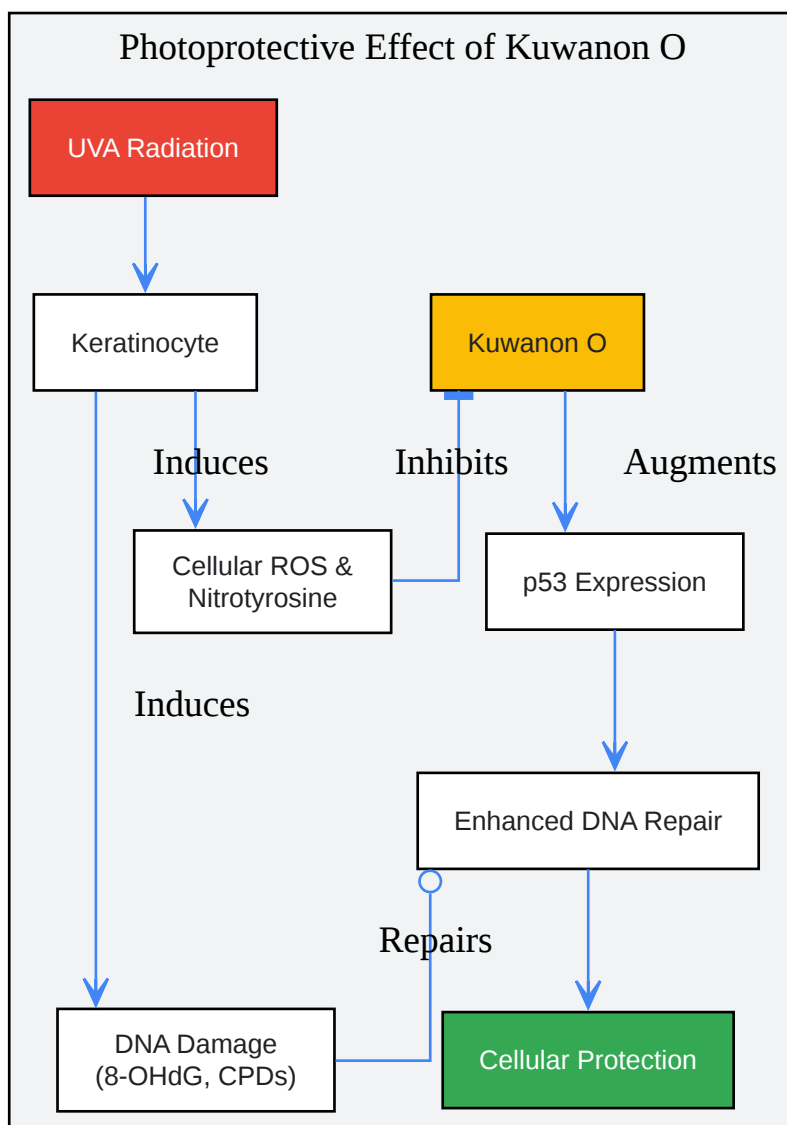 Photoprotective Effect of Kuwanon O
UVA Radiation
Keratinocyte
Kuwanon O
Induces
Inhibits
Augments
Cellular ROS &
Nitrotyrosine
p53 Expression
Induces
Enhanced DNA Repair
Repairs
DNA Damage
(8-OHdG, CPDs)
Cellular Protection